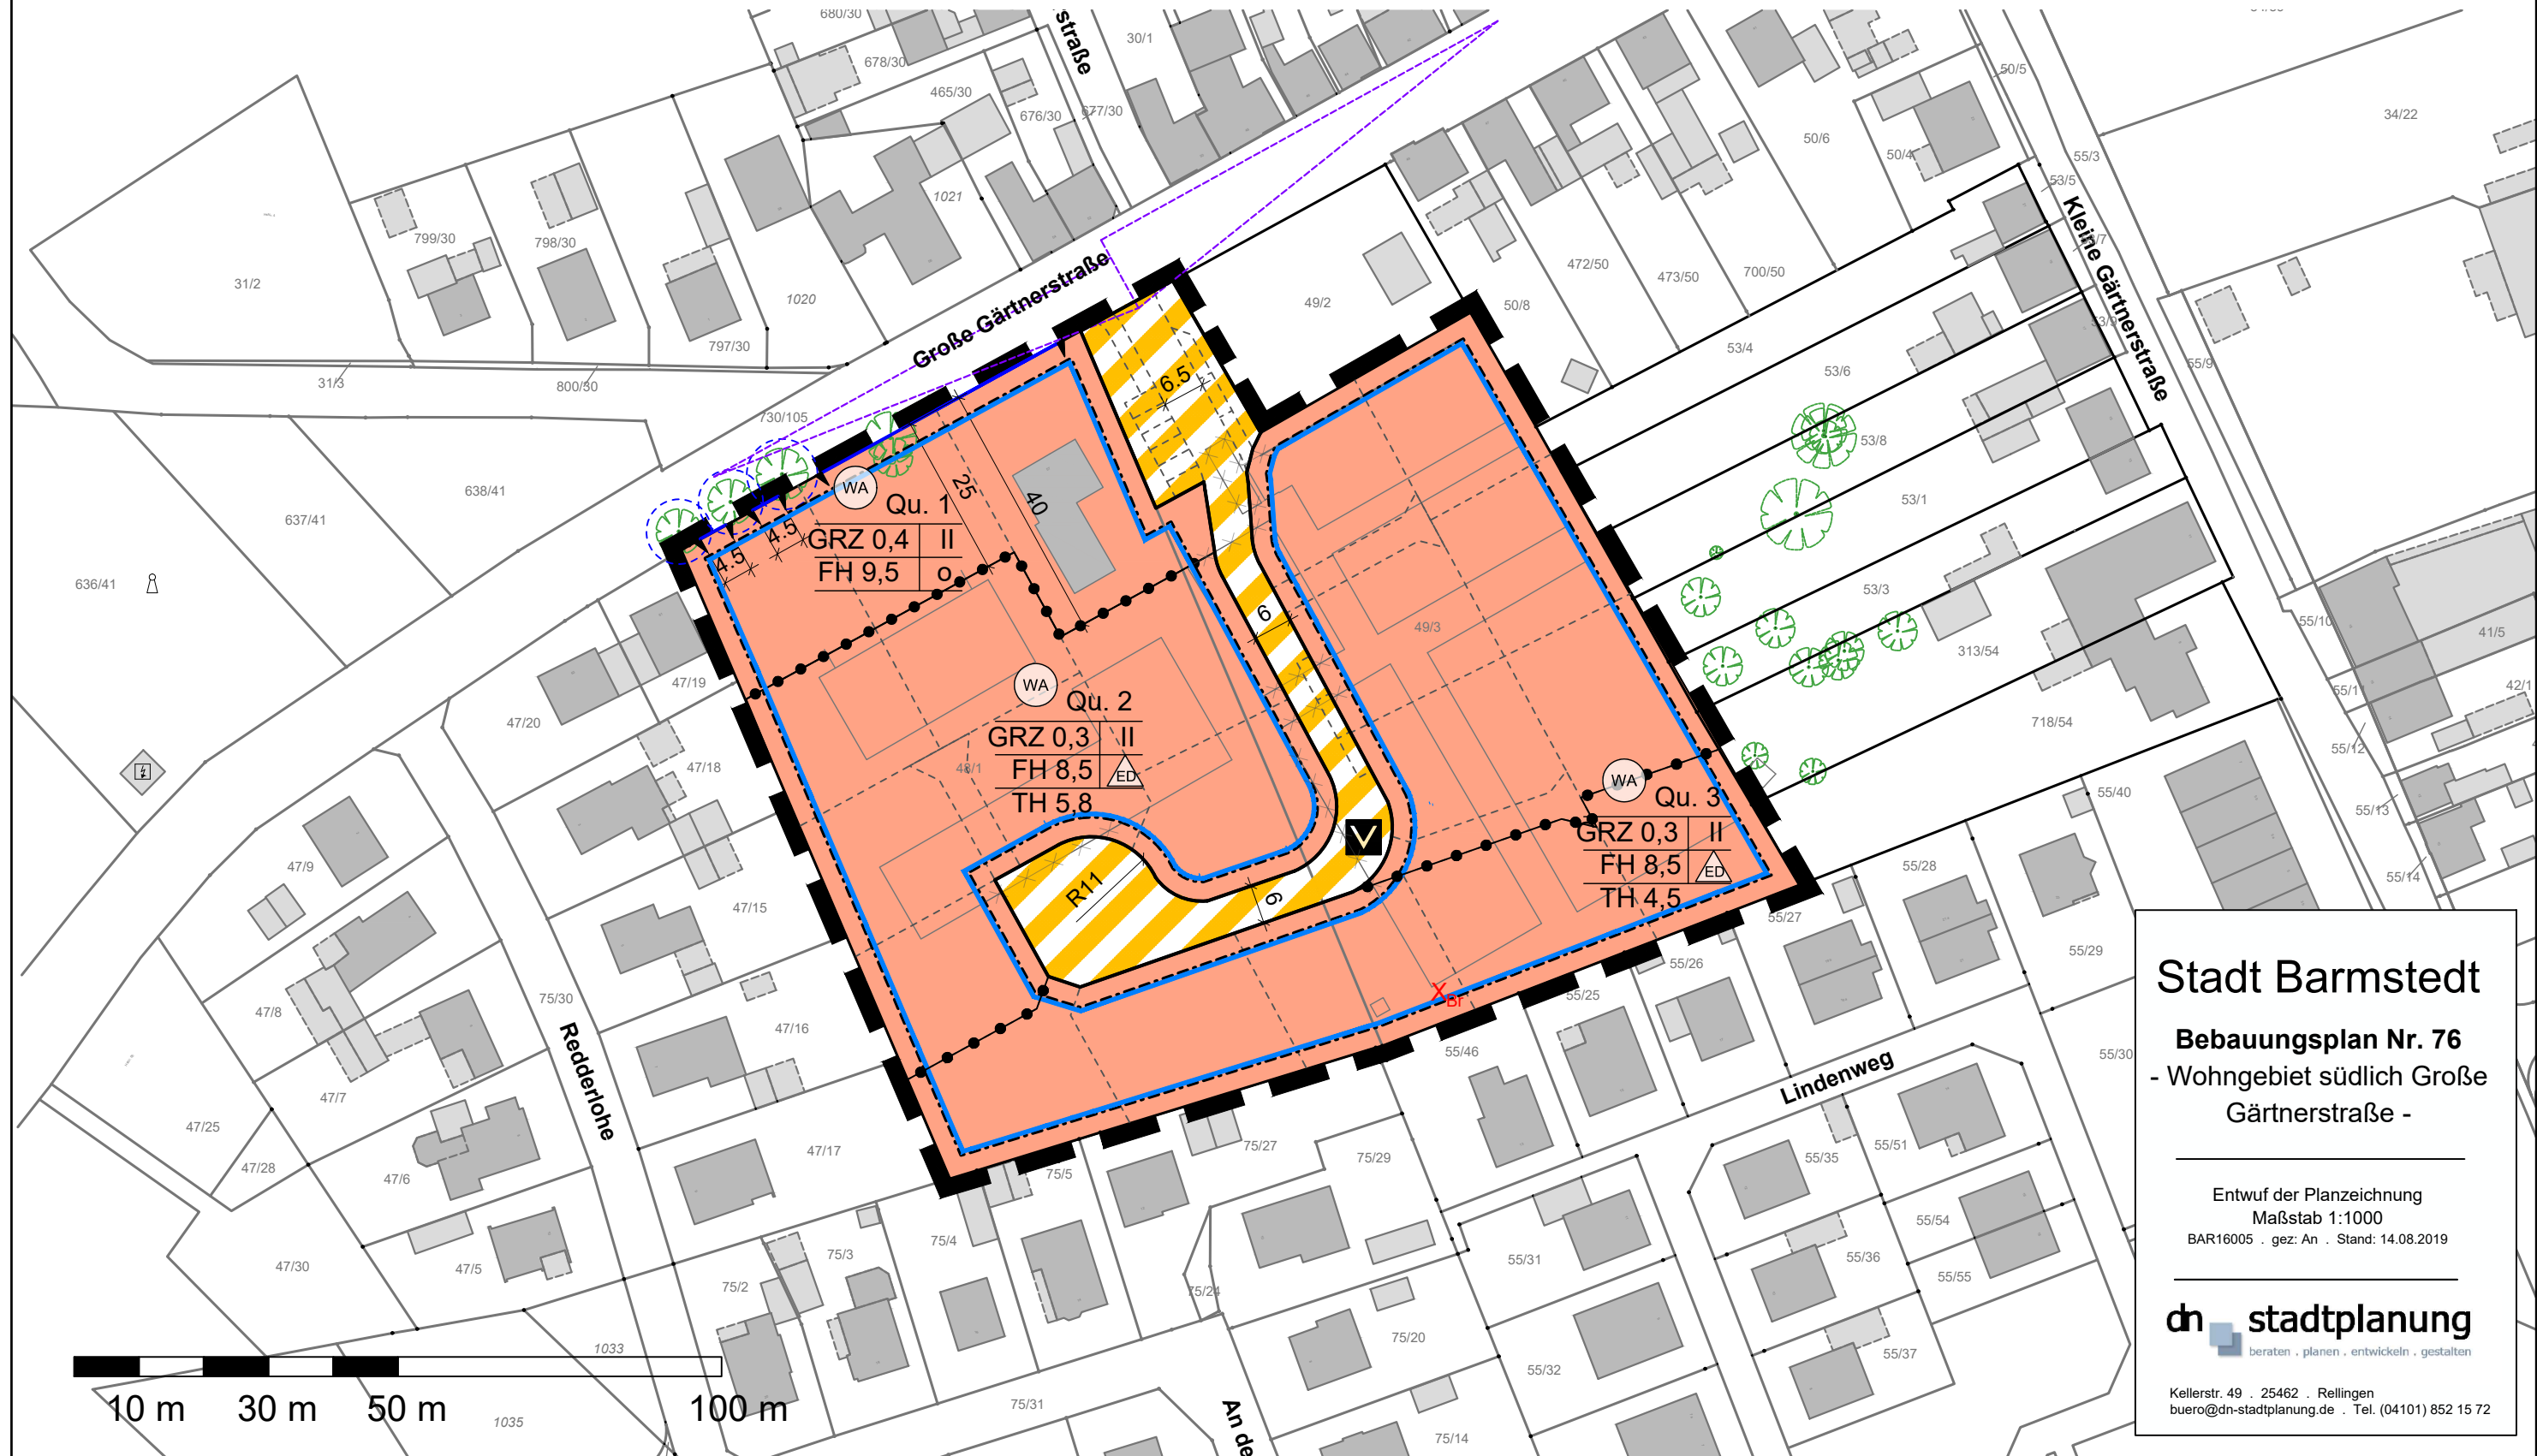 680/30
678/30
465/30
676/30
677/30
30/1
straße
50/5
34/22
55/3
50/6
50/4
53/5
799/30
798/30
1021
31/2
1020
797/30
31/3
800/30
730/105
Große Gärtnerstraße
49/2
50/8
472/50
473/50
700/50
Kleine Gärtnerstraße
53/4
53/6
53/8
53/1
53/3
313/54
718/54
53/9
55/9
55/10
41/5
42/1
55/12
55/13
55/14
55/40
638/41
637/41
636/41
6.5
25
40
4.5
4.5
WA
Qu. 1
GRZ 0,4 II
FH 9,5 o
6
49/3
WA
Qu. 2
GRZ 0,3 II
FH 8,5 ED
TH 5,8
48/1
WA
Qu. 3
GRZ 0,3 II
FH 8,5 ED
TH 4,5
V
R11
6
XBr
47/20
47/19
47/18
47/9
47/15
47/8
75/30
47/16
47/7
47/25
47/28
47/6
47/17
47/30
47/5
Redderlohe
75/5
75/27
75/29
55/46
55/25
55/26
55/27
55/28
55/29
55/30
Lindenweg
55/35
55/51
55/54
55/36
55/55
55/37
75/2
75/3
75/4
75/24
75/20
55/31
55/32
75/31
75/14
1033
1035
An de
10 m 30 m 50 m 100 m
Stadt Barmstedt
Bebauungsplan Nr. 76
- Wohngebiet südlich Große
Gärtnerstraße -
Entwuf der Planzeichnung
Maßstab 1:1000
BAR16005 . gez: An . Stand: 14.08.2019
dn stadtplanung
beraten . planen . entwickeln . gestalten
Kellerstr. 49 . 25462 . Rellingen
buero@dn-stadtplanung.de . Tel. (04101) 852 15 72